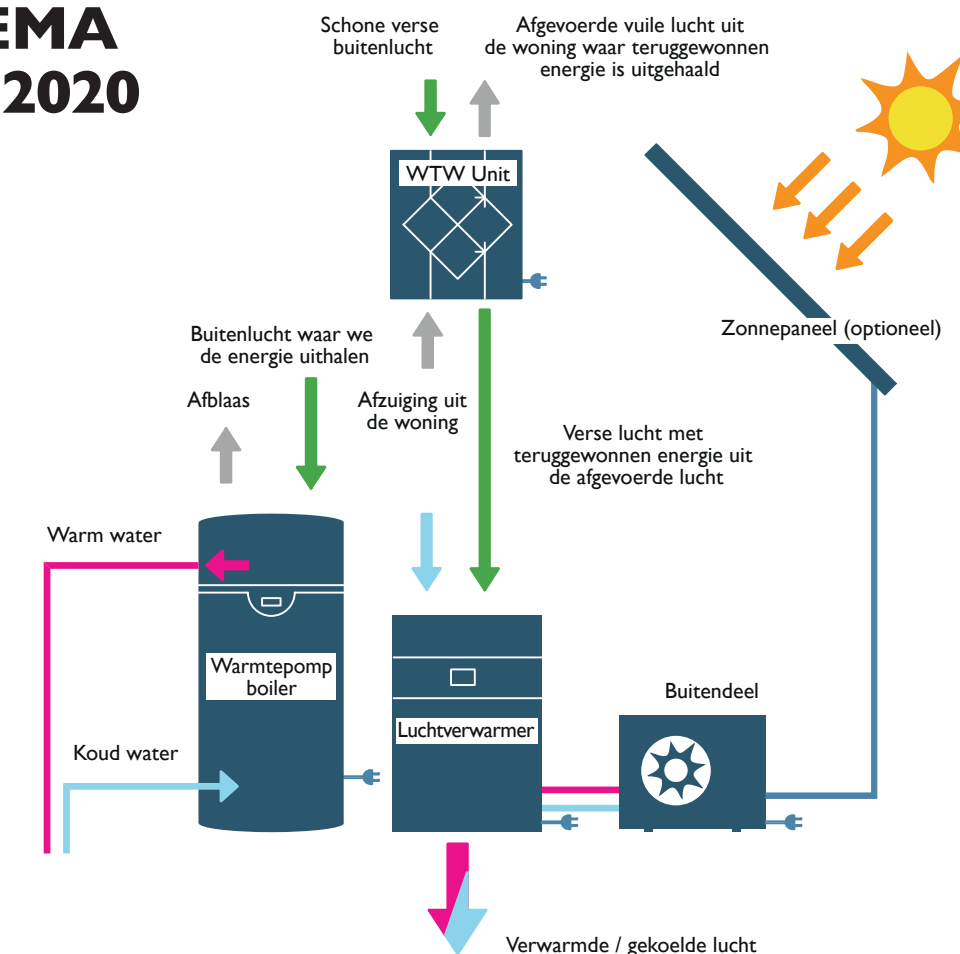 EMA
2020
Schone verse
buitenlucht
Afgevoerde vuile lucht uit
de woning waar teruggewonnen
energie is uitgehaald
WTW Unit
Zonnepaneel (optioneel)
Buitenlucht waar we
de energie uithalen
Afblaas
Afzuiging uit
de woning
Verse lucht met
teruggewonnen energie uit
de afgevoerde lucht
Warm water
Warmtepomp
boiler
Koud water
Luchtverwarmer
Buitendeel
Verwarmde / gekoelde lucht